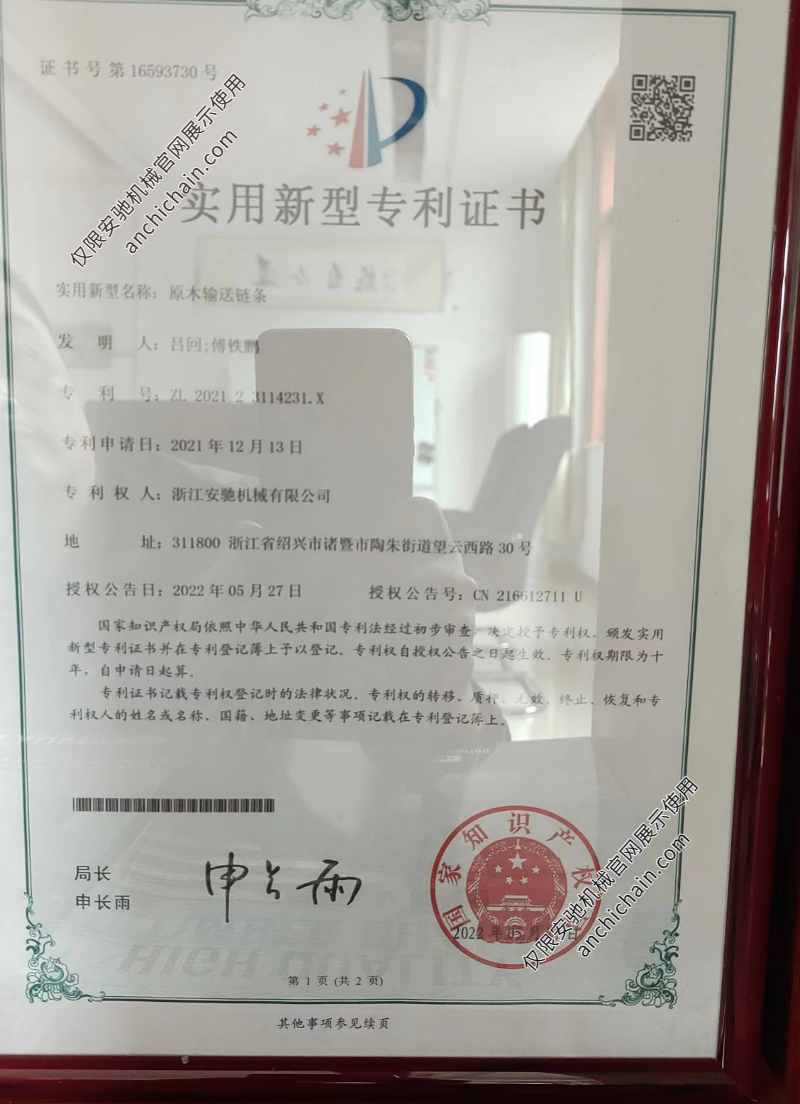 证书号第16593730号
仅限安驰机械官网展示使用
anchichain.com
实用新型专利证书
实用新型名称：原木输送链条
发明人：吕回;傅铁鹏
专利号：ZL 2021 2 3114231.X
专利申请日：2021年12月13日
专利权人：浙江安驰机械有限公司
地址：311800 浙江省绍兴市诸暨市陶朱街道望云西路30号
授权公告日：2022年05月27日 授权公告号：CN 216612711 U
国家知识产权局依照中华人民共和国专利法经过初步审查，决定授予专利权，颁发实用
新型专利证书并在专利登记簿上予以登记。专利权自授权公告之日起生效。专利权期限为十
年，自申请日起算。
专利证书记载专利权登记时的法律状况。专利权的转移、质押、无效、终止、恢复和专
利权人的姓名或名称、国籍、地址变更等事项记载在专利登记簿上。
局长
申长雨
申长雨
国家知识产权
2022年05月
仅限安驰机械官网展示使用
anchichain.com
第 1 页 (共 2 页)
其他事项参见续页